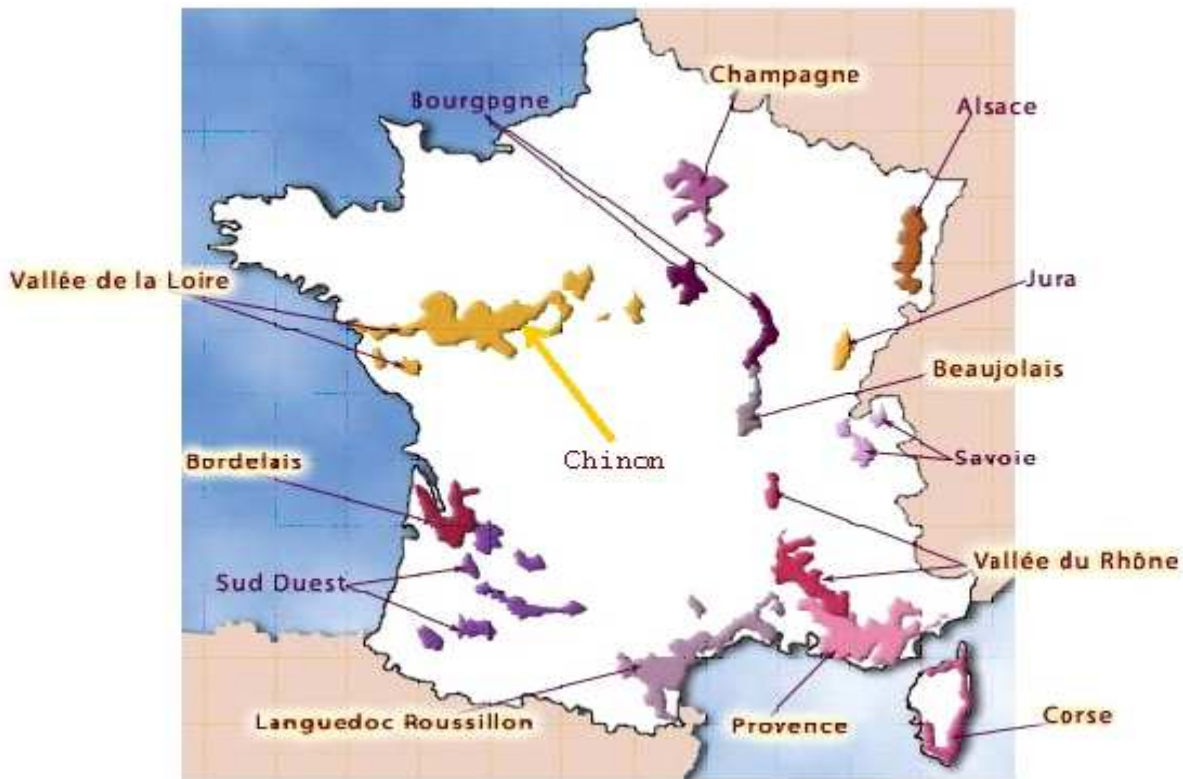 Champagne
Bourgogne
Alsace
Vallée de la Loire
Jura
Beaujolais
Chinon
Bordelais
Savoie
Vallée du Rhône
Sud Ouest
Languedoc Roussillon
Provence
Corse